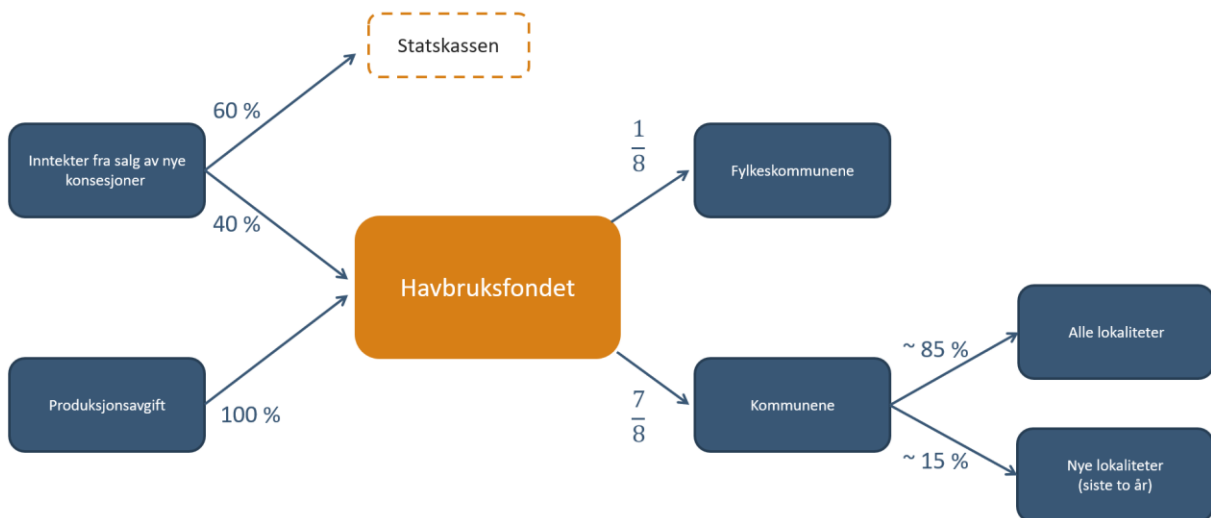 Statskassen
60 %
Inntekter fra salg av nye
konsesjoner
40 %
1
8
Fylkeskommunene
Havbruksfondet
Produksjonsavgift
100 %
7
8
Kommunene
~ 85 %
Alle lokaliteter
~ 15 %
Nye lokaliteter
(siste to år)